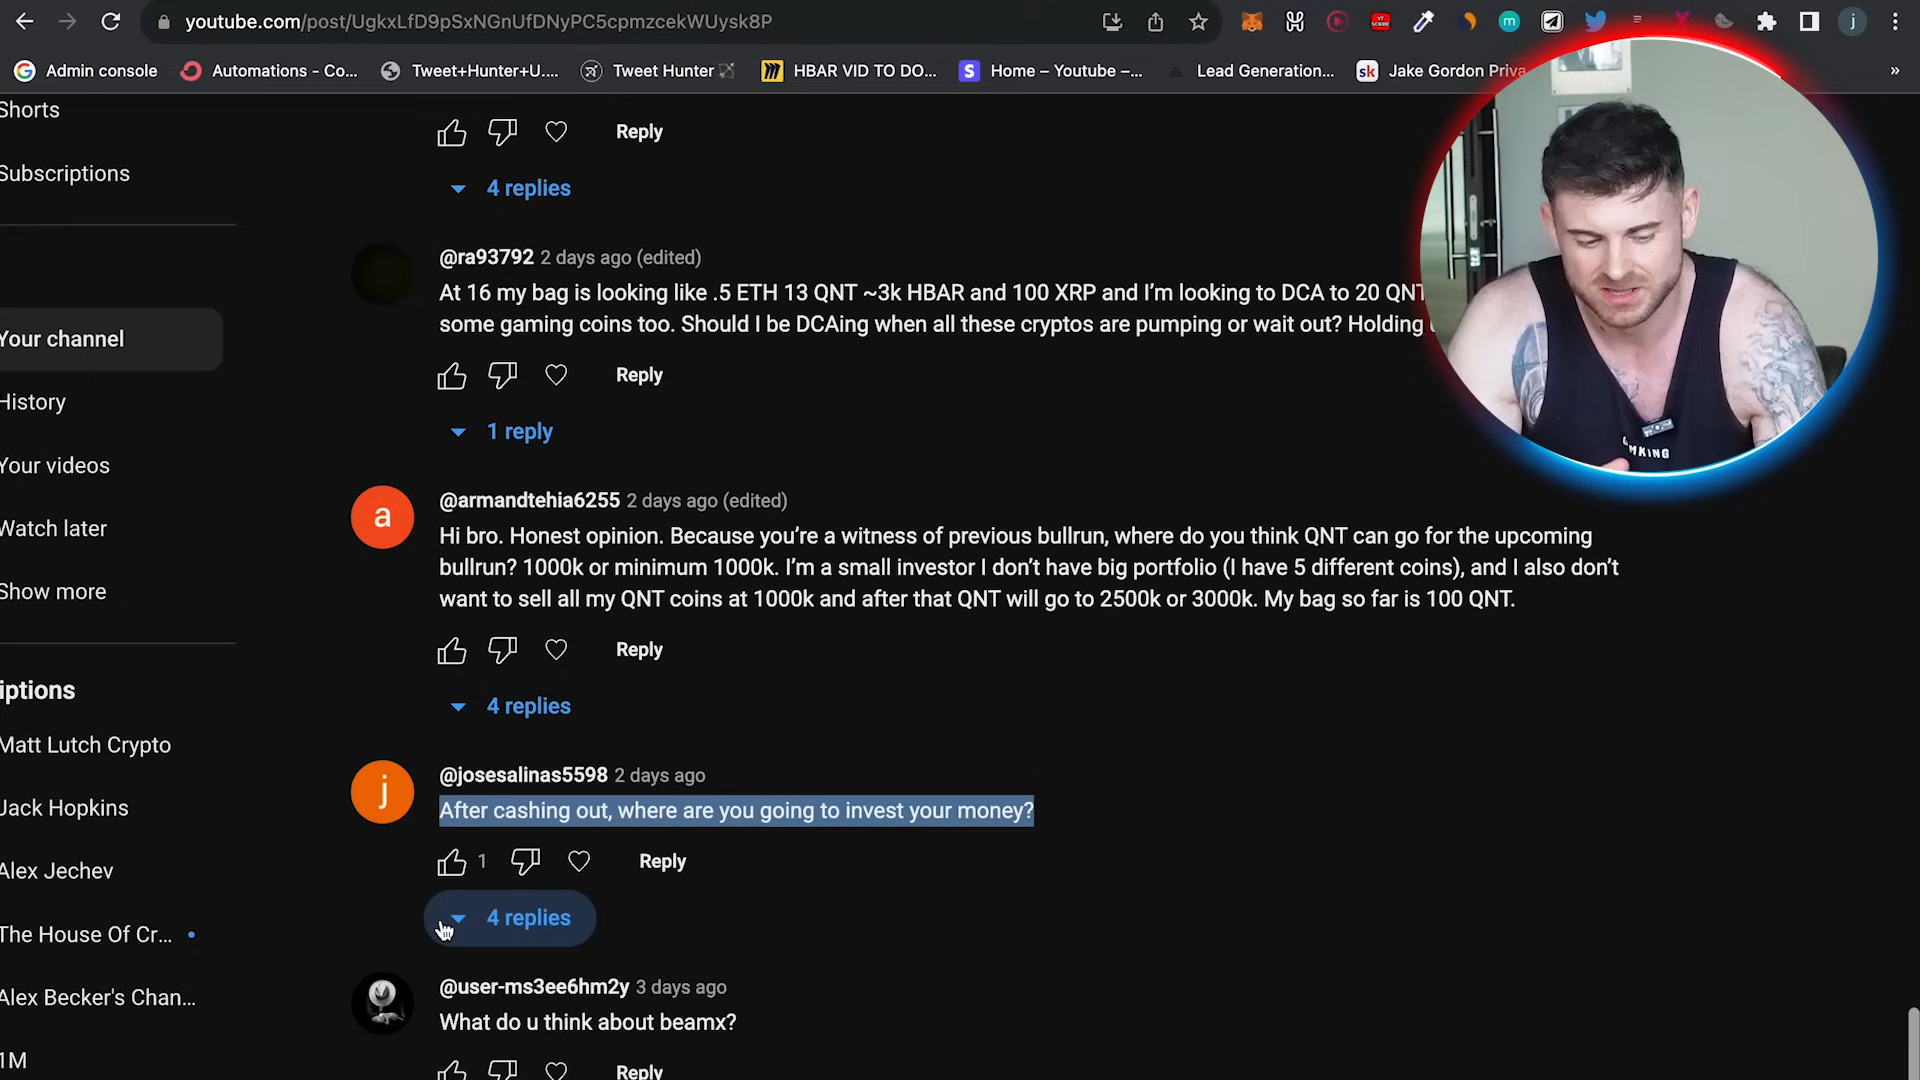 youtube.com/post/UgkxLfD9pSxNGnUfDNyPC5cpmzcekWUysk8P
Admin console
Automations - Co...
Tweet+Hunter+U....
Tweet Hunter
HBAR VID TO DO...
Home – Youtube –...
Lead Generation...
Jake Gordon Priva
»
Shorts
Subscriptions
Your channel
History
Your videos
Watch later
Show more
iptions
Matt Lutch Crypto
Jack Hopkins
Alex Jechev
The House Of Cr...
Alex Becker's Chan...
1M
Reply
4 replies
@ra93792 2 days ago (edited)
At 16 my bag is looking like .5 ETH 13 QNT ~3k HBAR and 100 XRP and I'm looking to DCA to 20 QNT
some gaming coins too. Should I be DCAing when all these cryptos are pumping or wait out? Holding
Reply
1 reply
a
@armandtehia6255 2 days ago (edited)
Hi bro. Honest opinion. Because you're a witness of previous bullrun, where do you think QNT can go for the upcoming
bullrun? 1000k or minimum 1000k. I'm a small investor I don't have big portfolio (I have 5 different coins), and I also don't
want to sell all my QNT coins at 1000k and after that QNT will go to 2500k or 3000k. My bag so far is 100 QNT.
Reply
4 replies
j
@josesalinas5598 2 days ago
After cashing out, where are you going to invest your money?
1 Reply
4 replies
@user-ms3ee6hm2y 3 days ago
What do u think about beamx?
Reply